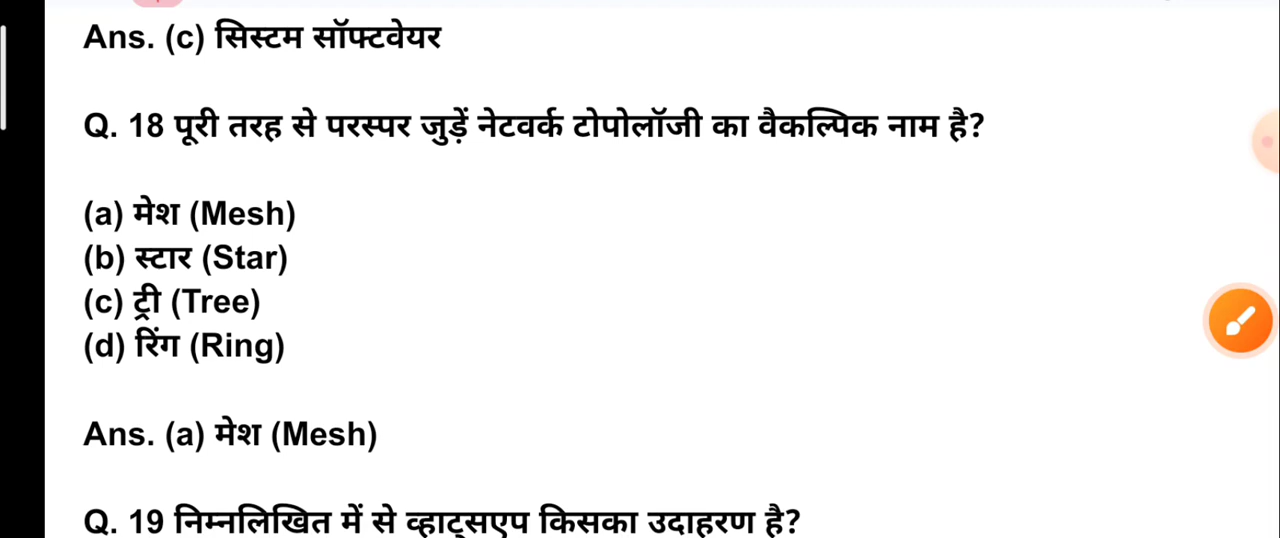 Ans. (c) सिस्टम सॉफ्टवेयर
Q. 18 पूरी तरह से परस्पर जुड़ें नेटवर्क टोपोलॉजी का वैकल्पिक नाम है?
(a) मेश (Mesh)
(b) स्टार (Star)
(c) ट्री (Tree)
(d) रिंग (Ring)
Ans. (a) मेश (Mesh)
Q. 19 निम्नलिखित में से व्हाट्सएप किसका उदाहरण है?